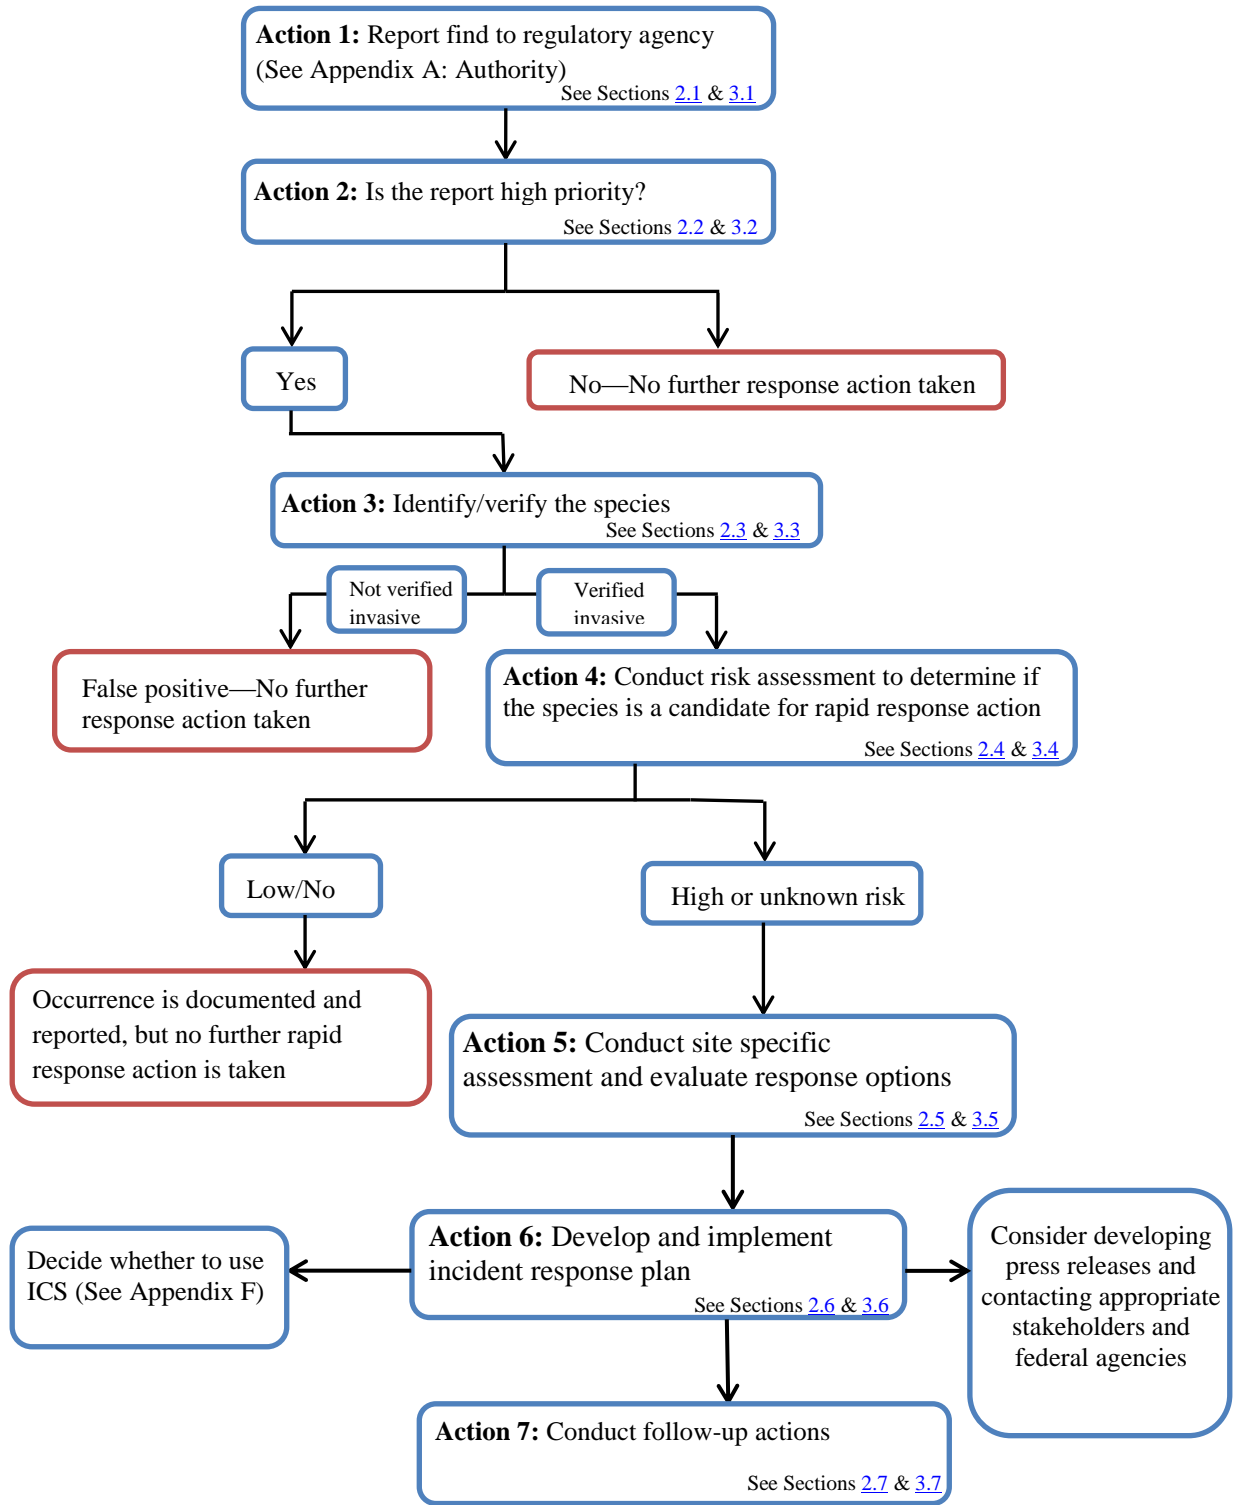 Action 1: Report find to regulatory agency
(See Appendix A: Authority)
See Sections 2.1 & 3.1
Action 2: Is the report high priority?
See Sections 2.2 & 3.2
Yes
No—No further response action taken
Action 3: Identify/verify the species
See Sections 2.3 & 3.3
Not verified
invasive
Verified
invasive
False positive—No further
response action taken
Action 4: Conduct risk assessment to determine if
the species is a candidate for rapid response action
See Sections 2.4 & 3.4
Low/No
High or unknown risk
Occurrence is documented and
reported, but no further rapid
response action is taken
Action 5: Conduct site specific
assessment and evaluate response options
See Sections 2.5 & 3.5
Decide whether to use
ICS (See Appendix F)
Action 6: Develop and implement
incident response plan
See Sections 2.6 & 3.6
Consider developing
press releases and
contacting appropriate
stakeholders and
federal agencies
Action 7: Conduct follow-up actions
See Sections 2.7 & 3.7